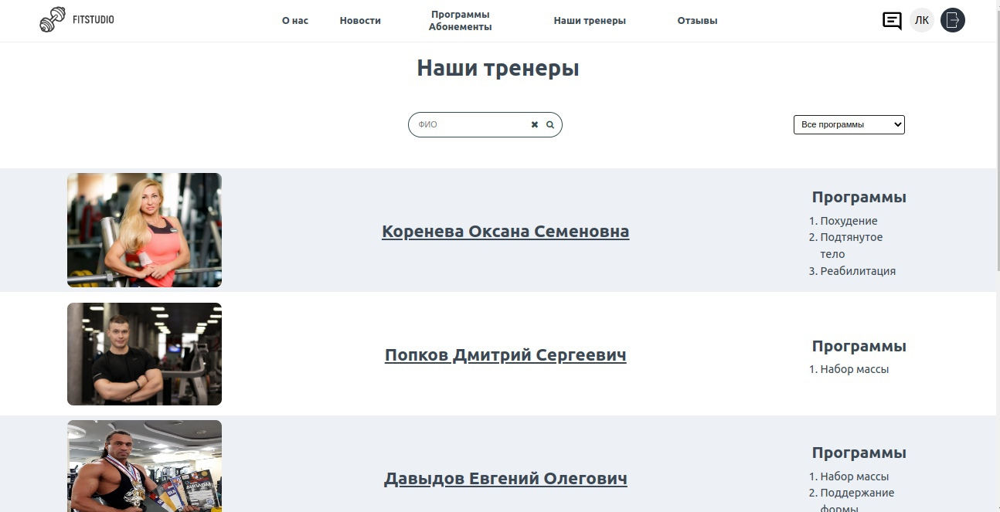 FITSTUDIO
О нас
Новости
Программы
Абонементы
Наши тренеры
Отзывы
ЛК
Наши тренеры
ФИО
Все программы
Коренева Оксана Семеновна
Программы
1. Похудение
2. Подтянутое
тело
3. Реабилитация
Попков Дмитрий Сергеевич
Программы
1. Набор массы
ДИПЛОМ
Давыдов Евгений Олегович
Программы
1. Набор массы
2. Поддержание
формы